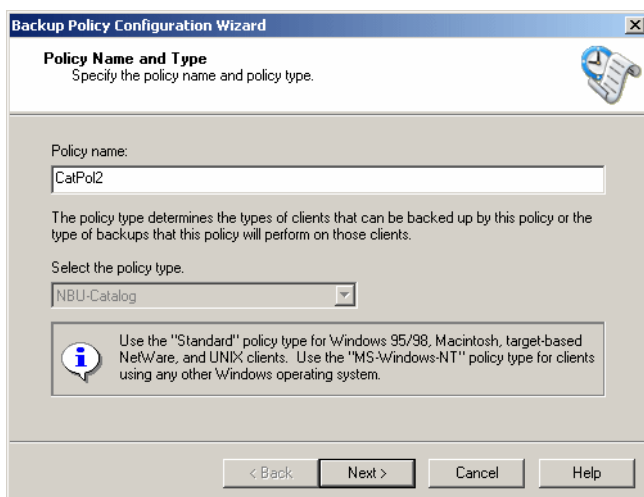 Backup Policy Configuration Wizard
Policy Name and Type
Specify the policy name and policy type.
Policy name:
CatPol2
The policy type determines the types of clients that can be backed up by this policy or the
type of backups that this policy will perform on those clients.
Select the policy type.
NBU-Catalog
Use the "Standard" policy type for Windows 95/98, Macintosh, target-based
NetWare, and UNIX clients. Use the "MS-Windows-NT" policy type for clients
using any other Windows operating system.
< Back
Next >
Cancel
Help